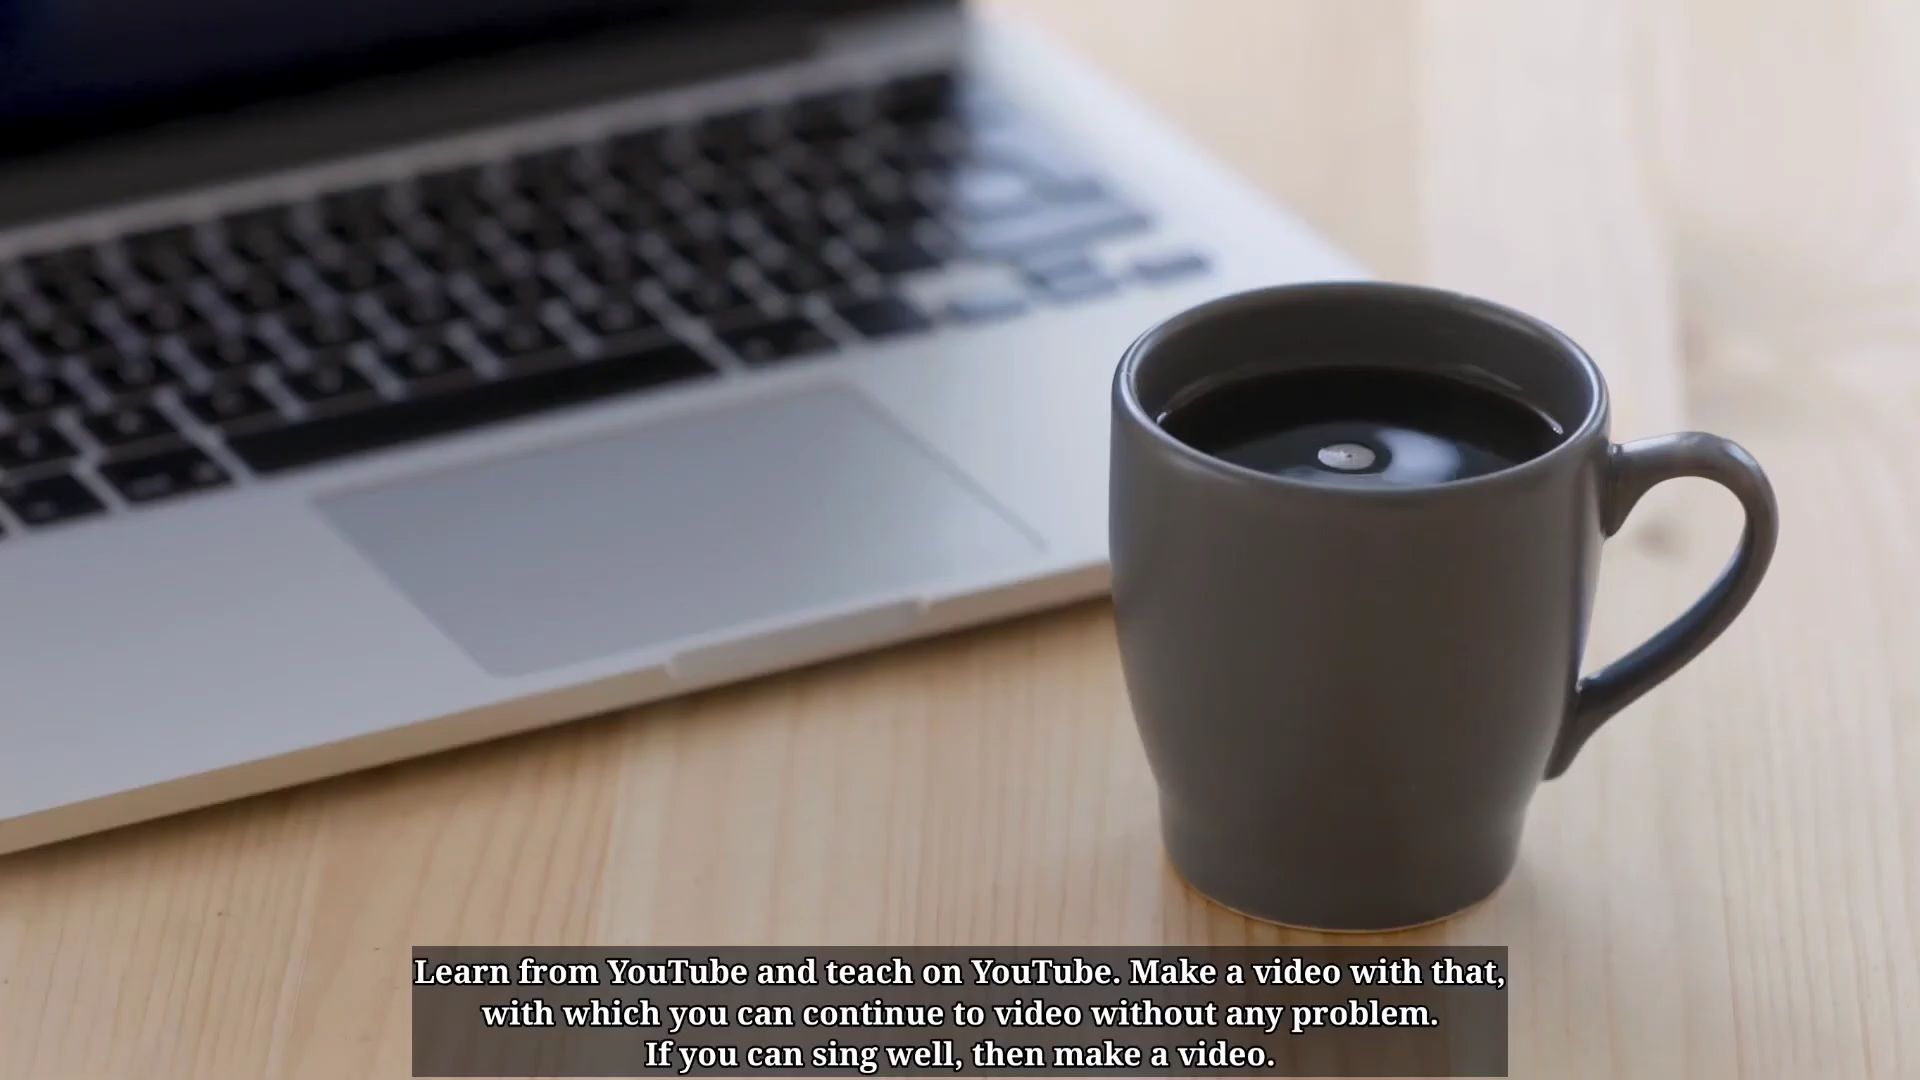 Learn from YouTube and teach on YouTube. Make a video with that,
with which you can continue to video without any problem.
If you can sing well, then make a video.